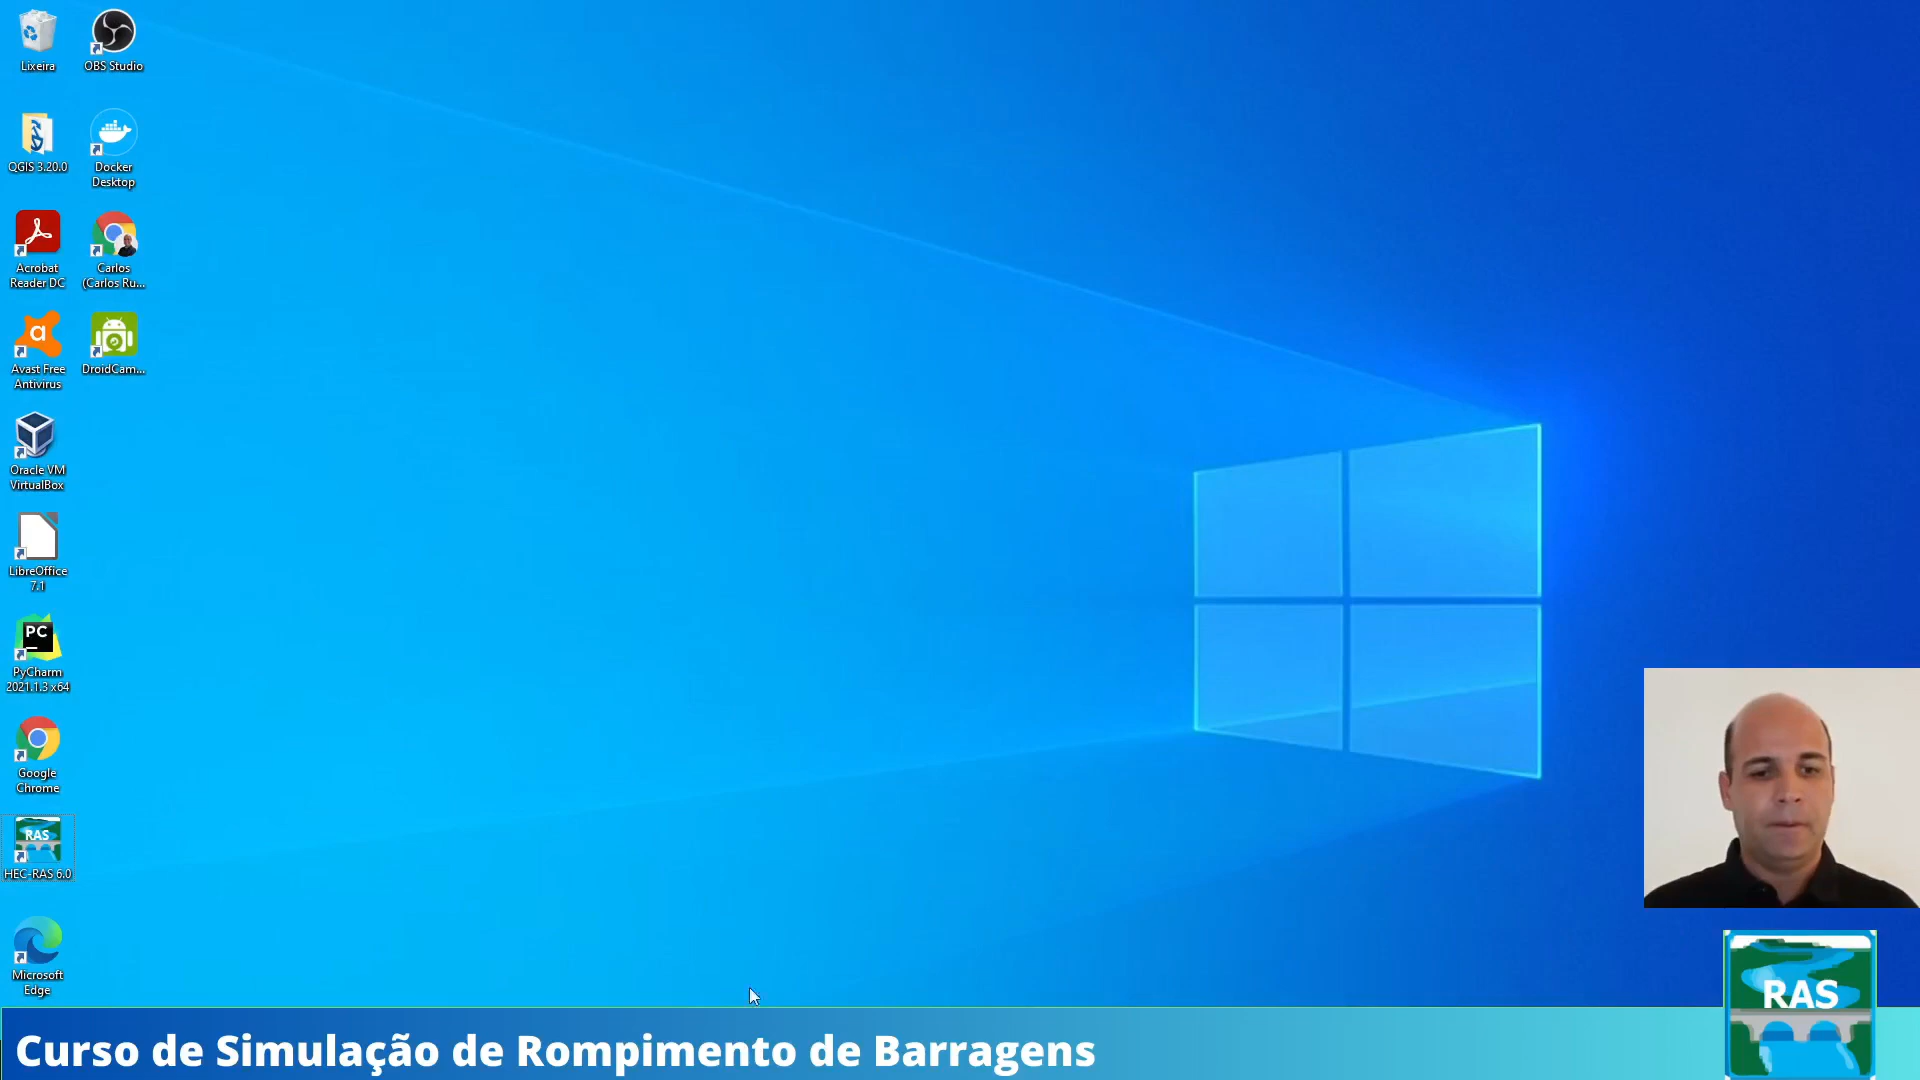 Lixeira
OBS Studio
QGIS 3.20.0
Docker
Desktop
Acrobat
Reader DC
Carlos
(Carlos Ru...
Avast Free
Antivirus
DroidCam...
Oracle VM
VirtualBox
LibreOffice
7.1
PC
PyCharm
2021.1.3 x64
Google
Chrome
RAS
HEC-RAS 6.0
Microsoft
Edge
RAS
Curso de Simulação de Rompimento de Barragens